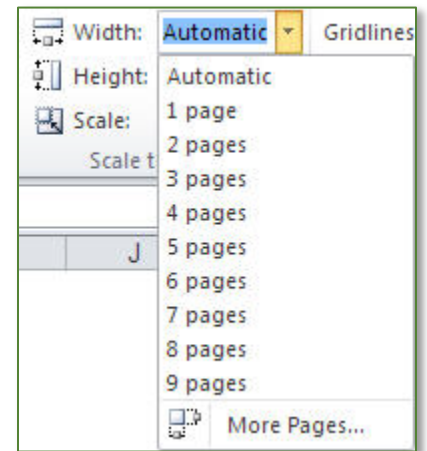 Width: Automatic Gridlines
Height: Automatic
Scale: 1 page
2 pages
Scale t
3 pages
4 pages
J 5 pages
6 pages
7 pages
8 pages
9 pages
More Pages...